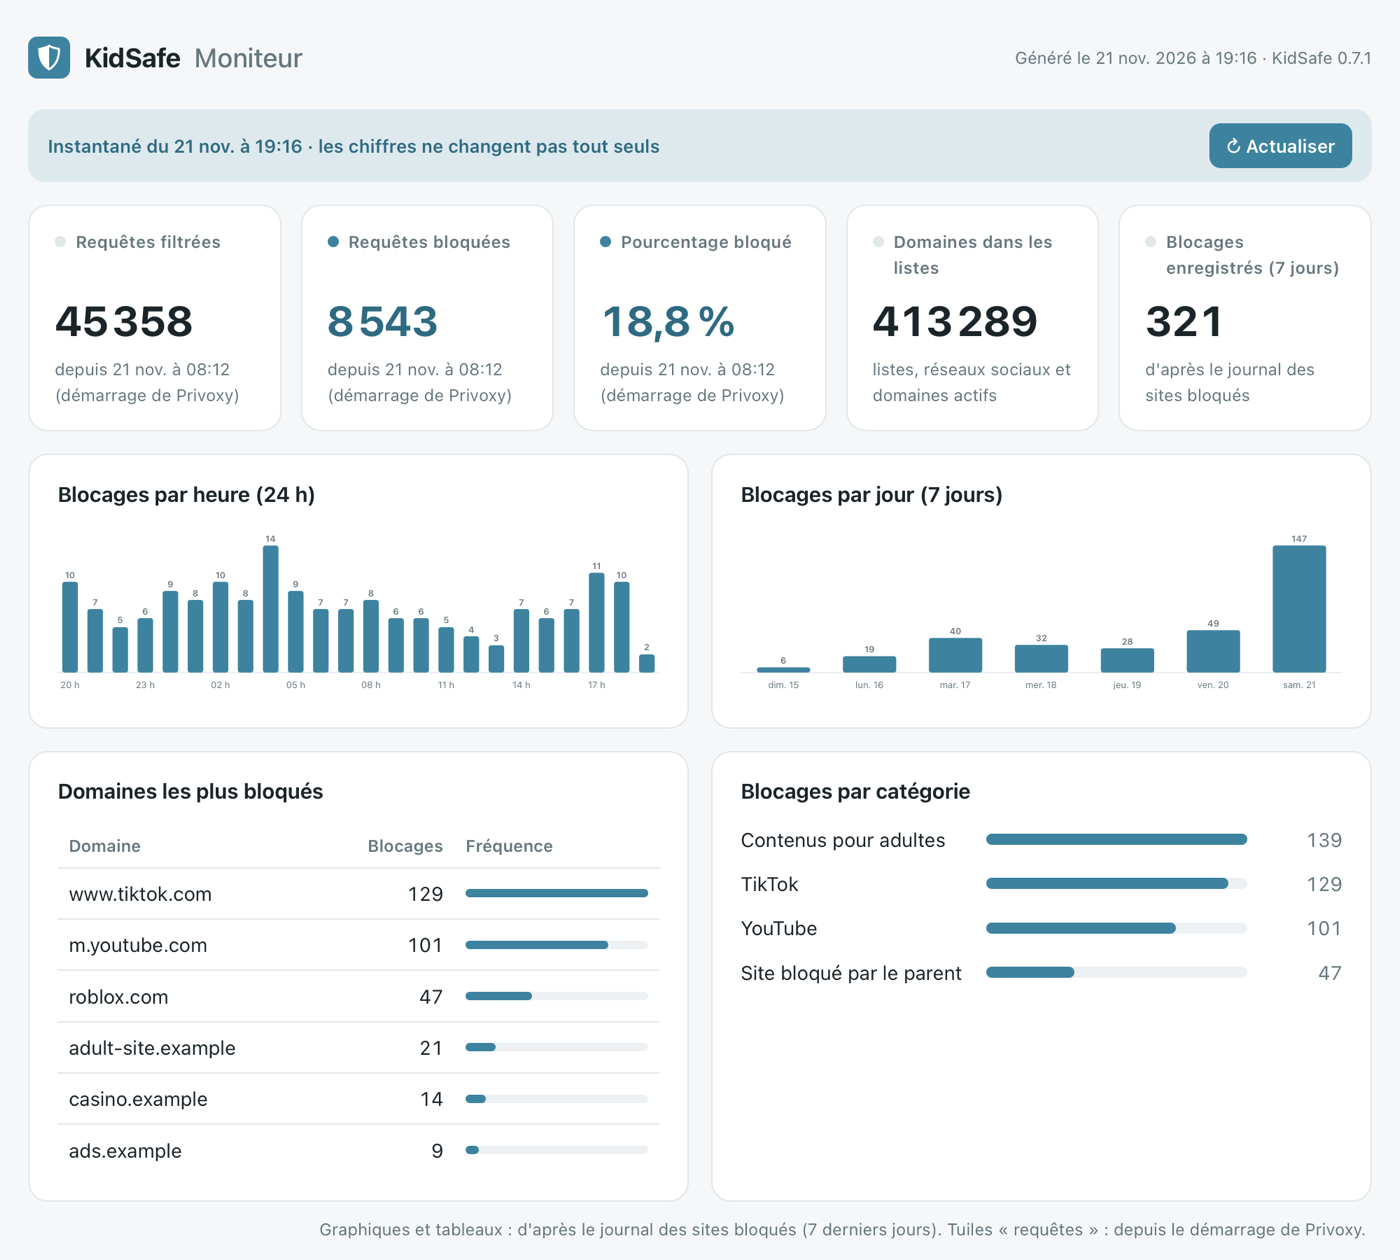 KidSafe Moniteur
Généré le 21 nov. 2026 à 19:16 · KidSafe 0.7.1
Instantané du 21 nov. à 19:16 · les chiffres ne changent pas tout seuls
↻ Actualiser
Requêtes filtrées
45 358
depuis 21 nov. à 08:12
(démarrage de Privoxy)
Requêtes bloquées
8 543
depuis 21 nov. à 08:12
(démarrage de Privoxy)
Pourcentage bloqué
18,8 %
depuis 21 nov. à 08:12
(démarrage de Privoxy)
Domaines dans les
listes
413 289
listes, réseaux sociaux et
domaines actifs
Blocages
enregistrés (7 jours)
321
d'après le journal des
sites bloqués
Blocages par heure (24 h)
10 7 5 6 9 8 10 8 14 9 7 7 8 6 6 5 4 3 7 6 7 11 10 2
20 h 23 h 02 h 05 h 08 h 11 h 14 h 17 h
Blocages par jour (7 jours)
6 19 40 32 28 49 147
dim. 15 lun. 16 mar. 17 mer. 18 jeu. 19 ven. 20 sam. 21
Domaines les plus bloqués
Domaine Blocages Fréquence
www.tiktok.com 129
m.youtube.com 101
roblox.com 47
adult-site.example 21
casino.example 14
ads.example 9
Blocages par catégorie
Contenus pour adultes 139
TikTok 129
YouTube 101
Site bloqué par le parent 47
Graphiques et tableaux : d'après le journal des sites bloqués (7 derniers jours). Tuiles « requêtes » : depuis le démarrage de Privoxy.